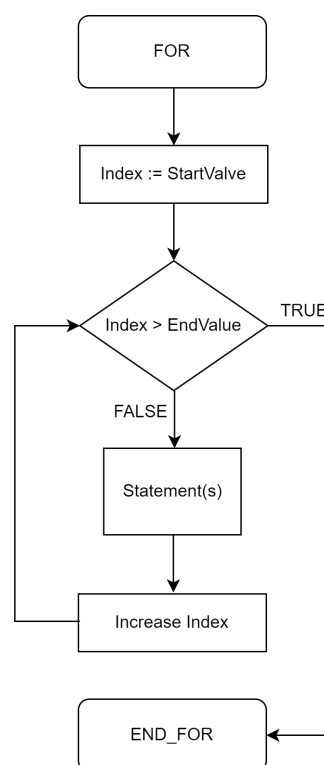 FOR
Index := StartValve
Index > EndValue
TRUE
FALSE
Statement(s)
Increase Index
END_FOR